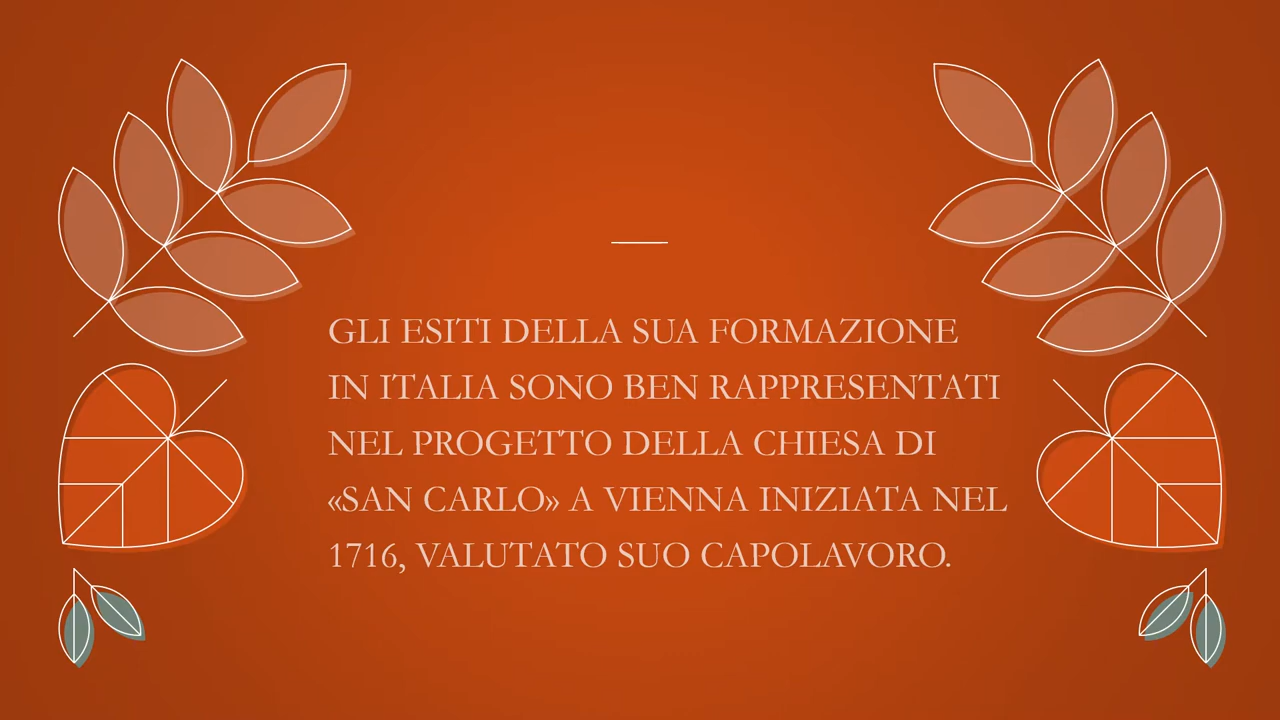 GLI ESITI DELLA SUA FORMAZIONE
IN ITALIA SONO BEN RAPPRESENTATI
NEL PROGETTO DELLA CHIESA DI
«SAN CARLO» A VIENNA INIZIATA NEL
1716, VALUTATO SUO CAPOLAVORO.